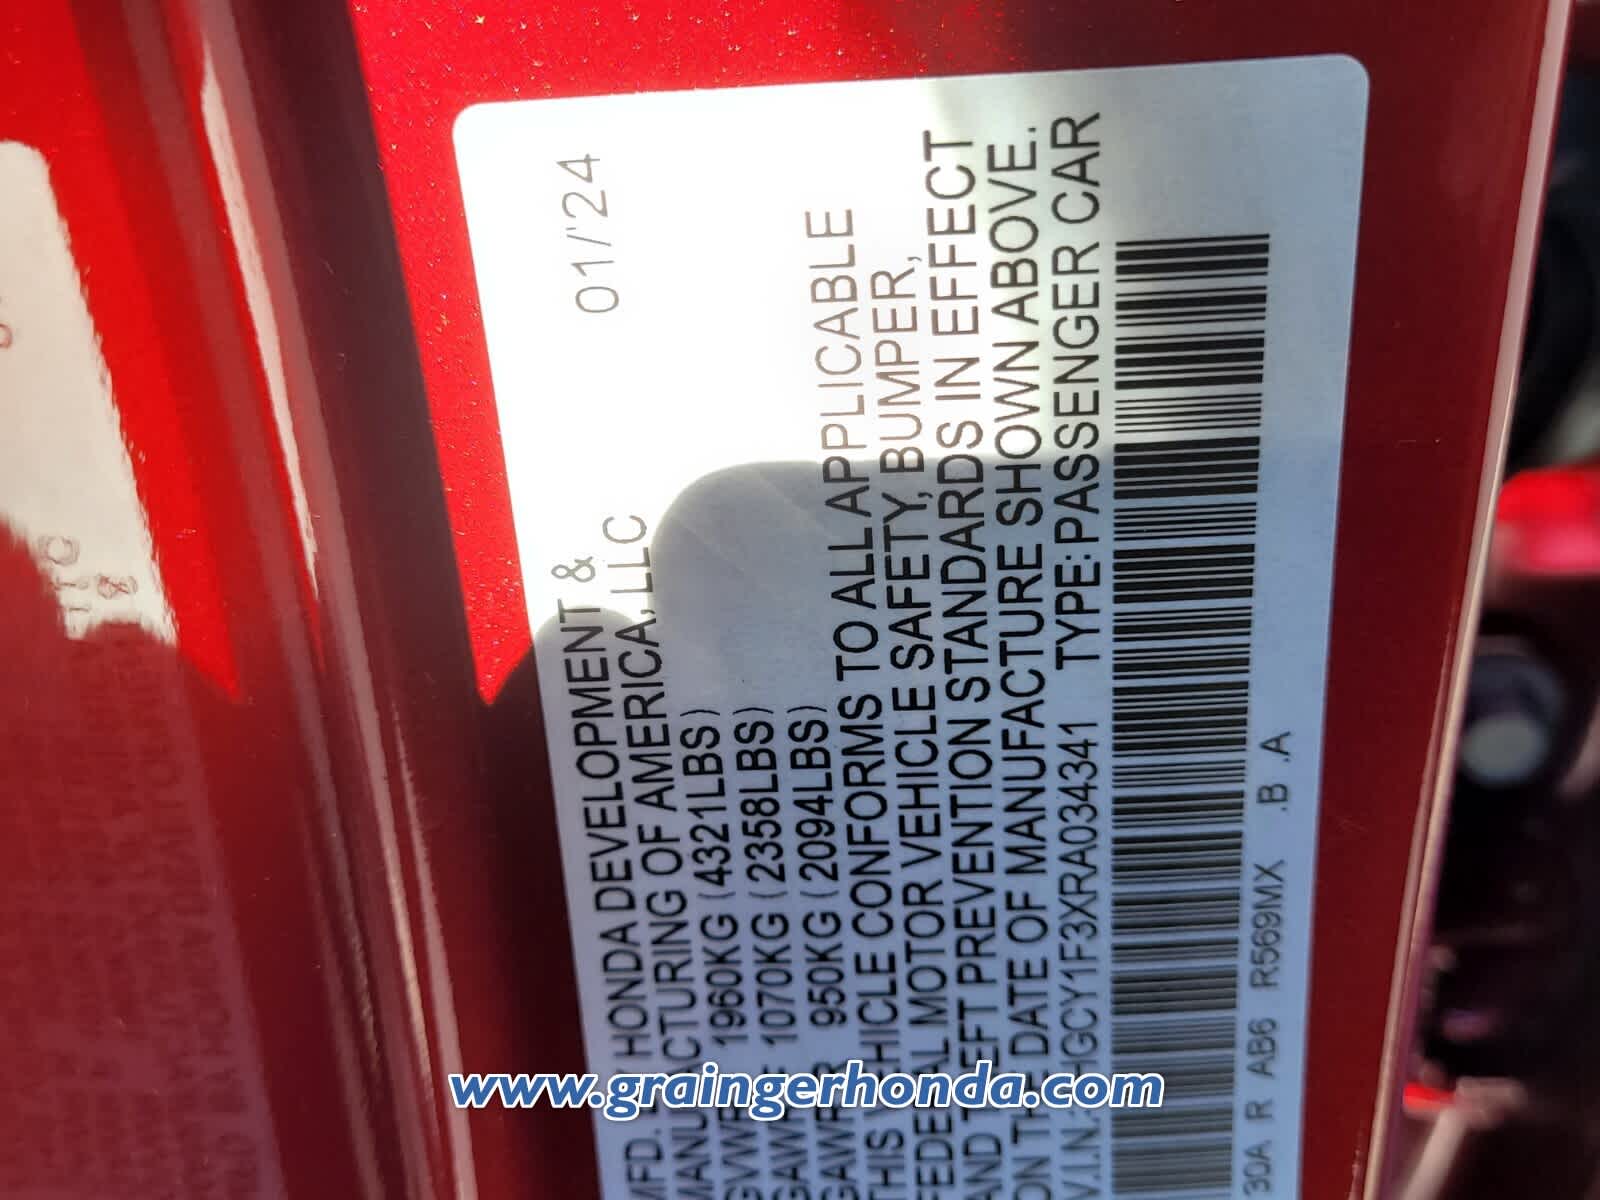 MFD. BY HONDA DEVELOPMENT &
MANUFACTURING OF AMERICA, LLC 01/'24
GVWR 1960KG (4321LBS)
GAWR F 1070KG (2358LBS)
GAWR R 950KG (2094LBS)
THIS VEHICLE CONFORMS TO ALL APPLICABLE
FEDERAL MOTOR VEHICLE SAFETY, BUMPER,
AND THEFT PREVENTION STANDARDS IN EFFECT
ON THE DATE OF MANUFACTURE SHOWN ABOVE.
V.I.N.:1HGCY1F3XRA034341 TYPE:PASSENGER CAR
30A R AB6 R569MX .B .A
www.graingerhonda.com